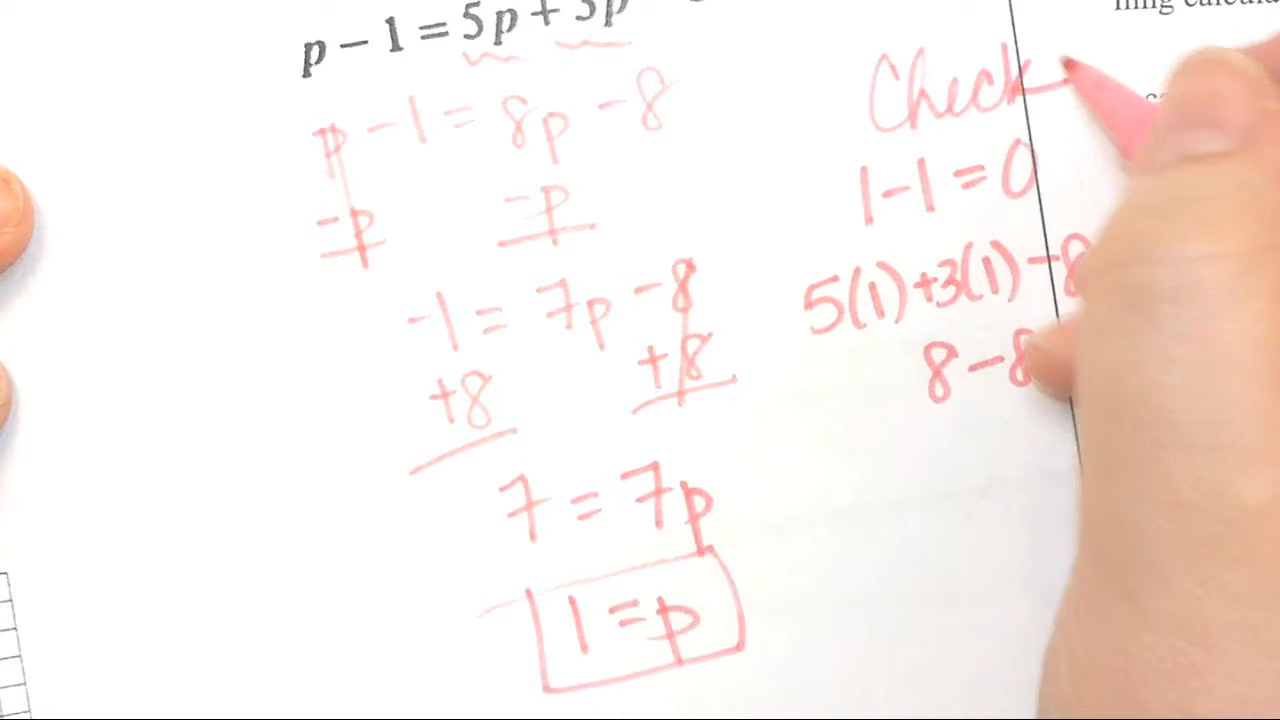 p − 1 = 5p + 3p
p − 1 = 8p − 8
−p −p
−1 = 7p − 8
+8 +8
7 = 7p
1 = p
Check
1 − 1 = 0
5(1) + 3(1) − 8
8 − 8